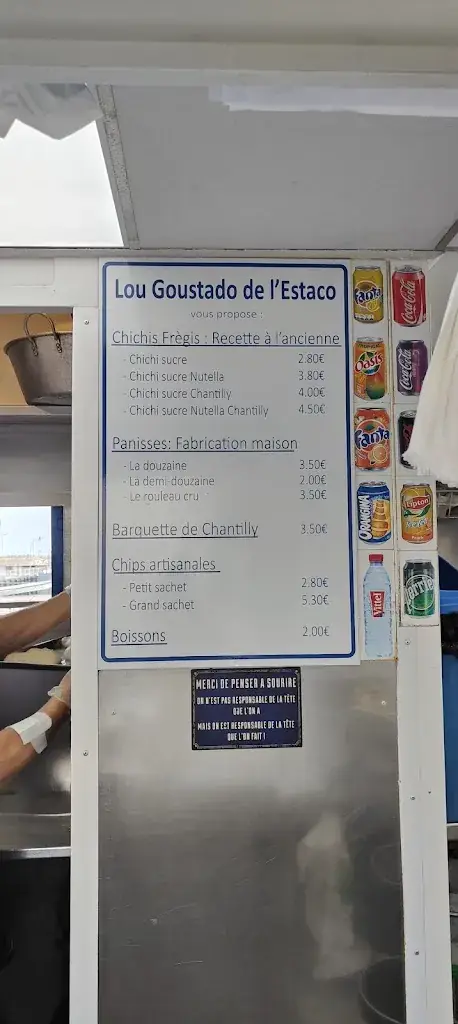 Lou Goustado de l'Estaco
vous propose :
Chichis Frègis : Recette à l'ancienne
- Chichi sucre 2.80€
- Chichi sucre Nutella 3.80€
- Chichi sucre Chantilly 4.00€
- Chichi sucre Nutella Chantilly 4.50€
Panisses: Fabrication maison
- La douzaine 3.50€
- La demi douzaine 2.00€
- Le rouleau cru 3.50€
Barquette de Chantilly 3.50€
Chips artisanales
- Petit sachet 2.80€
- Grand sachet 5.30€
Boissons 2.00€
Fanta
Coca-Cola
Oasis
Coca-Cola
Fanta
ORANGINA
Lipton
Vittel
perrier
MERCI DE PENSER A SOURIRE
ON N'EST PAS RESPONSABLE DE LA TÊTE
QUE L'ON A
MAIS ON EST RESPONSABLE DE LA TÊTE
QUE L'ON FAIT !